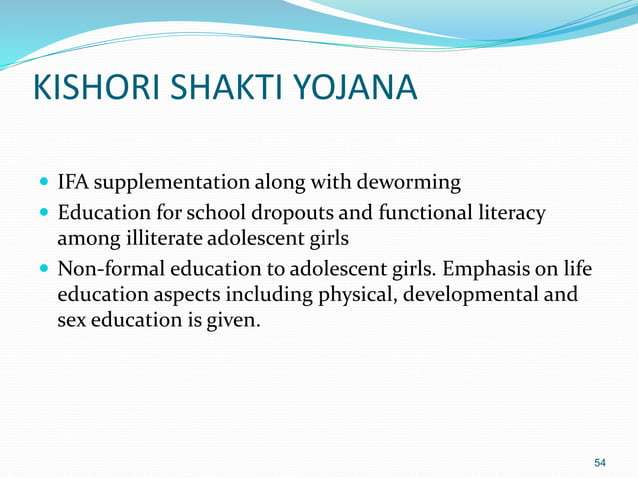 KISHORI SHAKTI YOJANA
• IFA supplementation along with deworming
• Education for school dropouts and functional literacy
among illiterate adolescent girls
• Non-formal education to adolescent girls. Emphasis on life
education aspects including physical, developmental and
sex education is given.
54